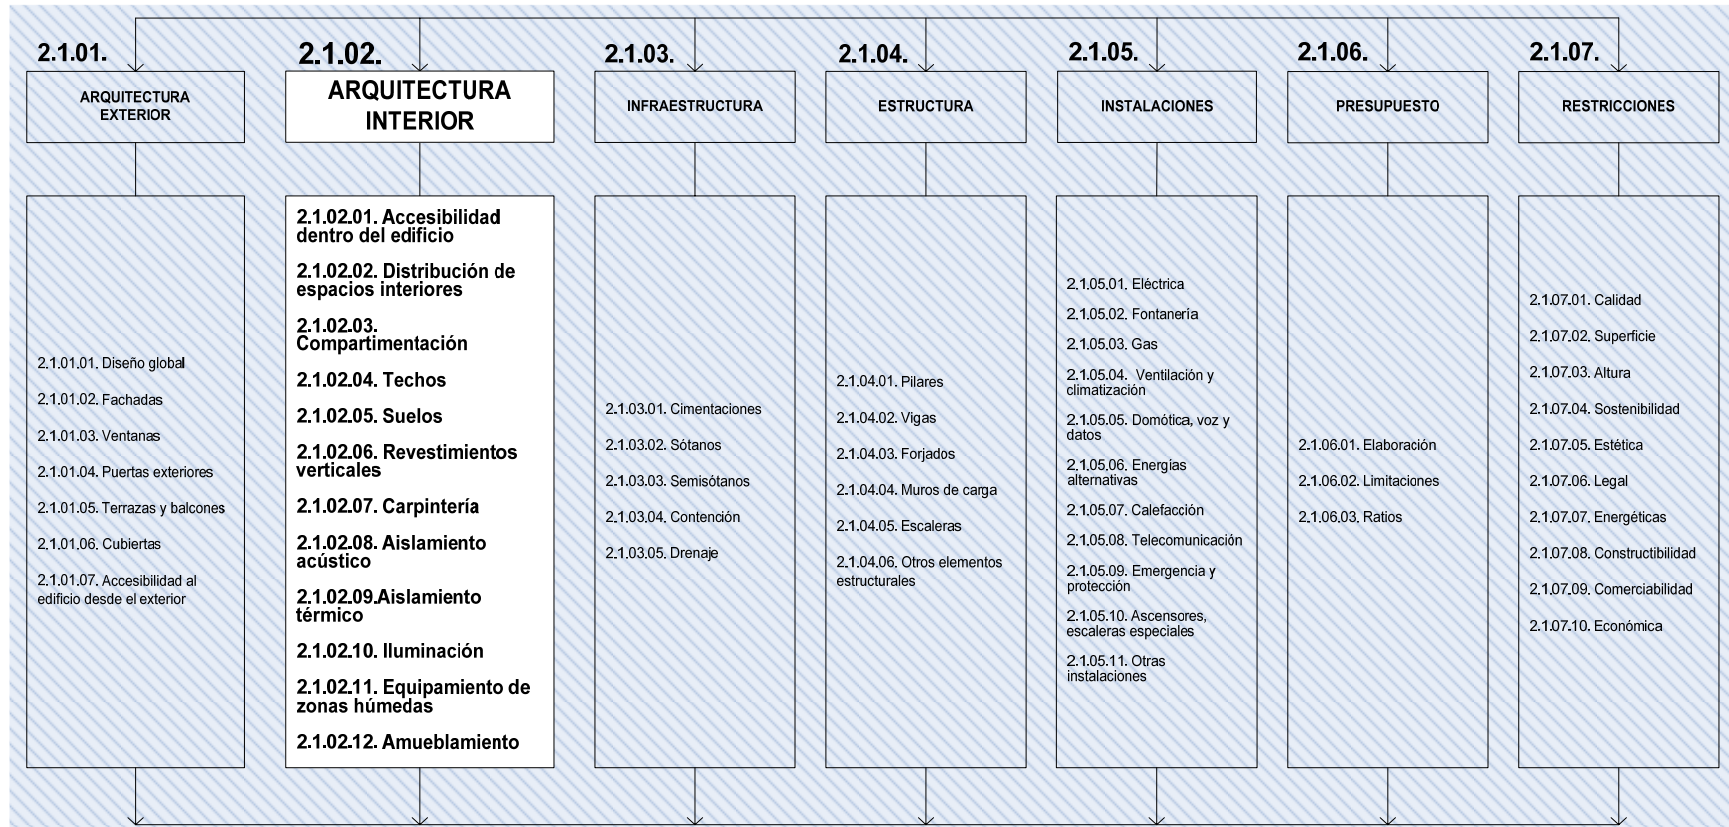 2.1.01.
ARQUITECTURA
EXTERIOR
2.1.01.01. Diseño global
2.1.01.02. Fachadas
2.1.01.03. Ventanas
2.1.01.04. Puertas exteriores
2.1.01.05. Terrazas y balcones
2.1.01.06. Cubiertas
2.1.01.07. Accesibilidad al
edificio desde el exterior
2.1.02.
ARQUITECTURA
INTERIOR
2.1.02.01. Accesibilidad
dentro del edificio
2.1.02.02. Distribución de
espacios interiores
2.1.02.03.
Compartimentación
2.1.02.04. Techos
2.1.02.05. Suelos
2.1.02.06. Revestimientos
verticales
2.1.02.07. Carpintería
2.1.02.08. Aislamiento
acústico
2.1.02.09.Aislamiento
térmico
2.1.02.10. Iluminación
2.1.02.11. Equipamiento de
zonas húmedas
2.1.02.12. Amueblamiento
2.1.03.
INFRAESTRUCTURA
2.1.03.01. Cimentaciones
2.1.03.02. Sótanos
2.1.03.03. Semisótanos
2.1.03.04. Contención
2.1.03.05. Drenaje
2.1.04.
ESTRUCTURA
2.1.04.01. Pilares
2.1.04.02. Vigas
2.1.04.03. Forjados
2.1.04.04. Muros de carga
2.1.04.05. Escaleras
2.1.04.06. Otros elementos
estructurales
2.1.05.
INSTALACIONES
2.1.05.01. Eléctrica
2.1.05.02. Fontanería
2.1.05.03. Gas
2.1.05.04. Ventilación y
climatización
2.1.05.05. Domótica, voz y
datos
2.1.05.06. Energías
alternativas
2.1.05.07. Calefacción
2.1.05.08. Telecomunicación
2.1.05.09. Emergencia y
protección
2.1.05.10. Ascensores,
escaleras especiales
2.1.05.11. Otras
instalaciones
2.1.06.
PRESUPUESTO
2.1.06.01. Elaboración
2.1.06.02. Limitaciones
2.1.06.03. Ratios
2.1.07.
RESTRICCIONES
2.1.07.01. Calidad
2.1.07.02. Superficie
2.1.07.03. Altura
2.1.07.04. Sostenibilidad
2.1.07.05. Estética
2.1.07.06. Legal
2.1.07.07. Energéticas
2.1.07.08. Constructibilidad
2.1.07.09. Comerciabilidad
2.1.07.10. Económica